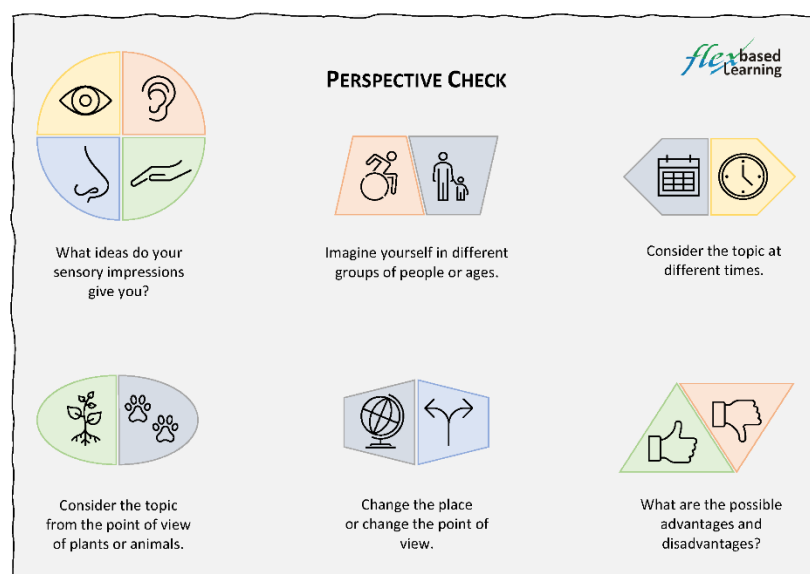 PERSPECTIVE CHECK
flexbased
Learning
What ideas do your
sensory impressions
give you?
Imagine yourself in different
groups of people or ages.
Consider the topic at
different times.
Consider the topic
from the point of view
of plants or animals.
Change the place
or change the point of
view.
What are the possible
advantages and
disadvantages?